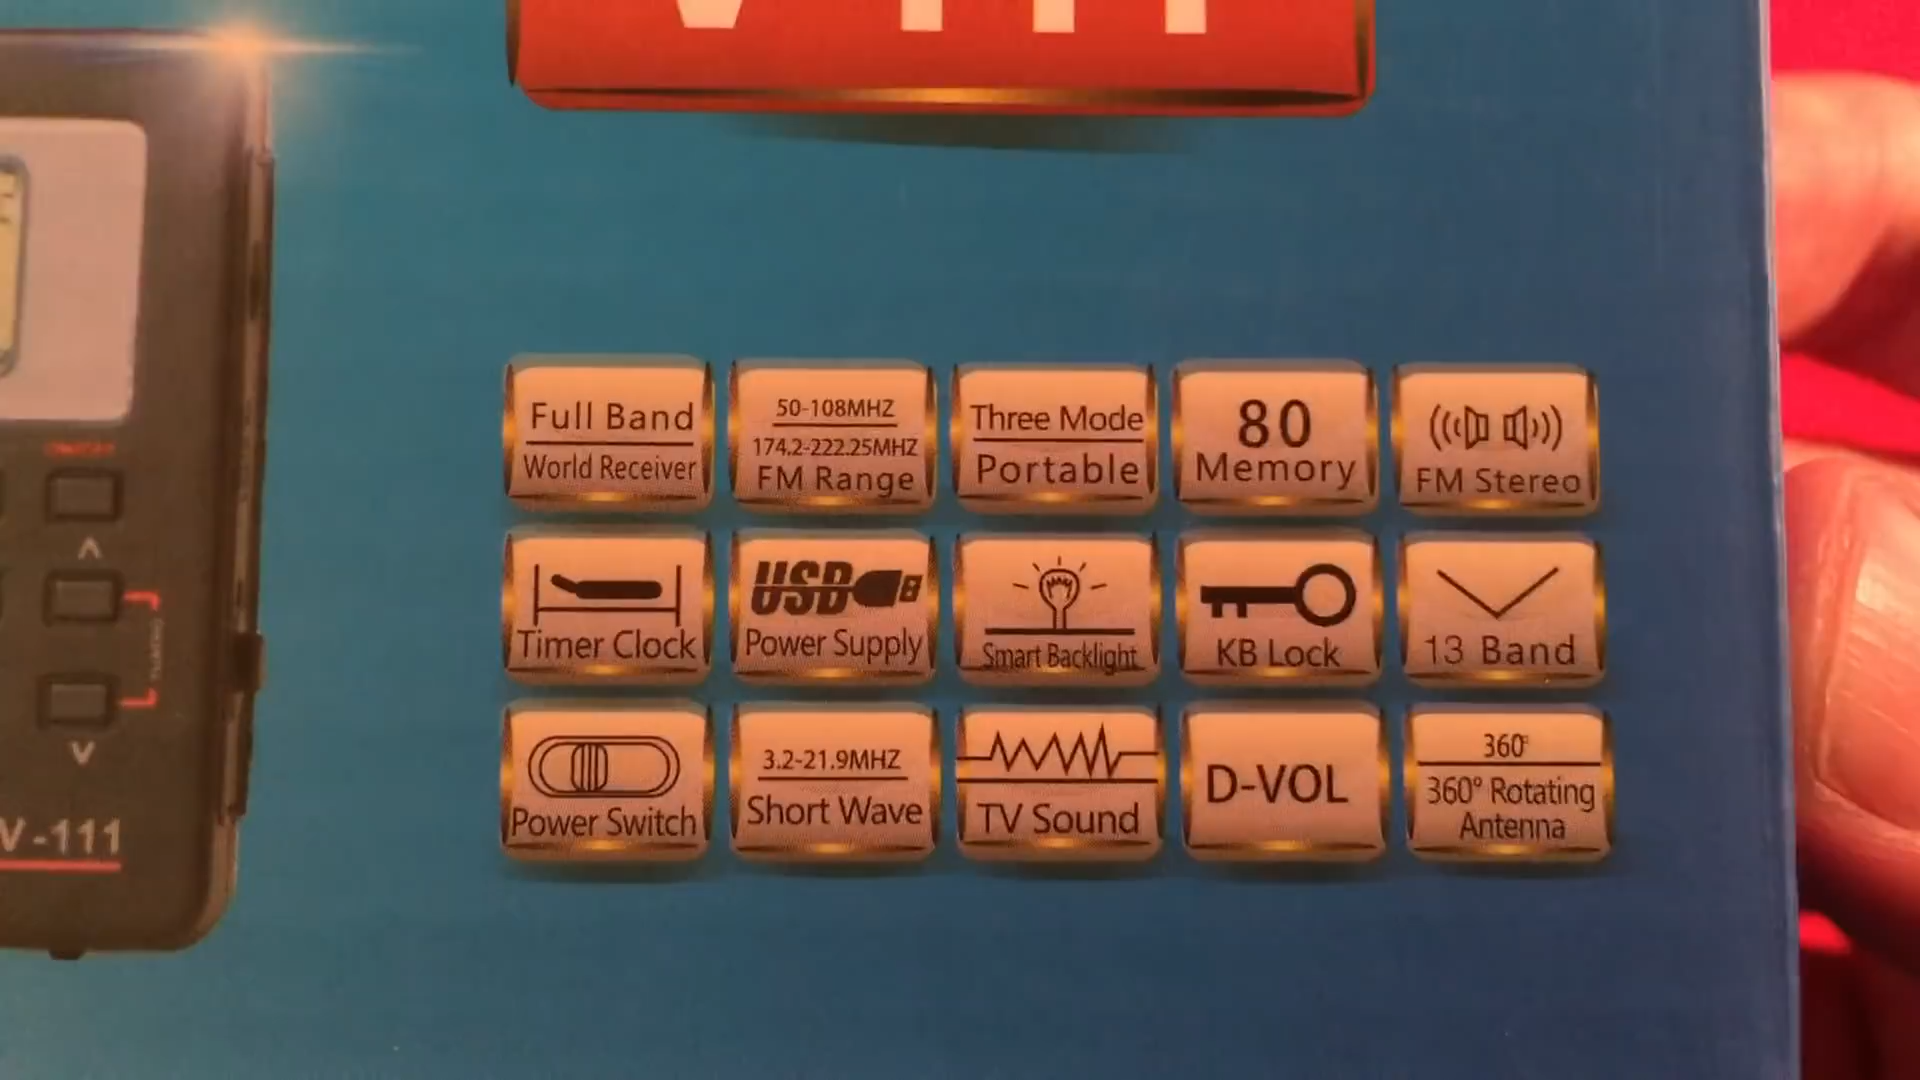 V-111
Full Band
World Receiver
50-108MHZ
174.2-222.25MHZ
FM Range
Three Mode
Portable
80
Memory
FM Stereo
Timer Clock
USB
Power Supply
Smart Backlight
KB Lock
13 Band
Power Switch
3.2-21.9MHZ
Short Wave
TV Sound
D-VOL
360°
360° Rotating
Antenna
V-111